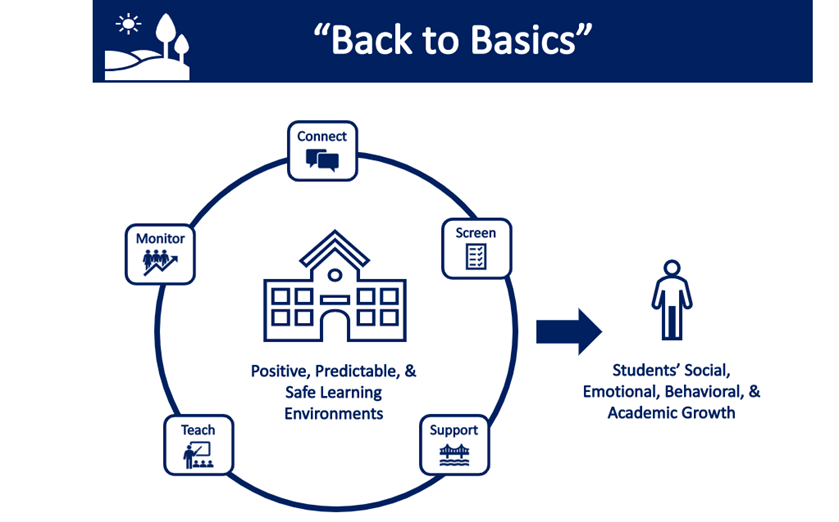 “Back to Basics”
Connect
Monitor
Screen
Positive, Predictable, &
Safe Learning
Environments
Students’ Social,
Emotional, Behavioral, &
Academic Growth
Teach
Support